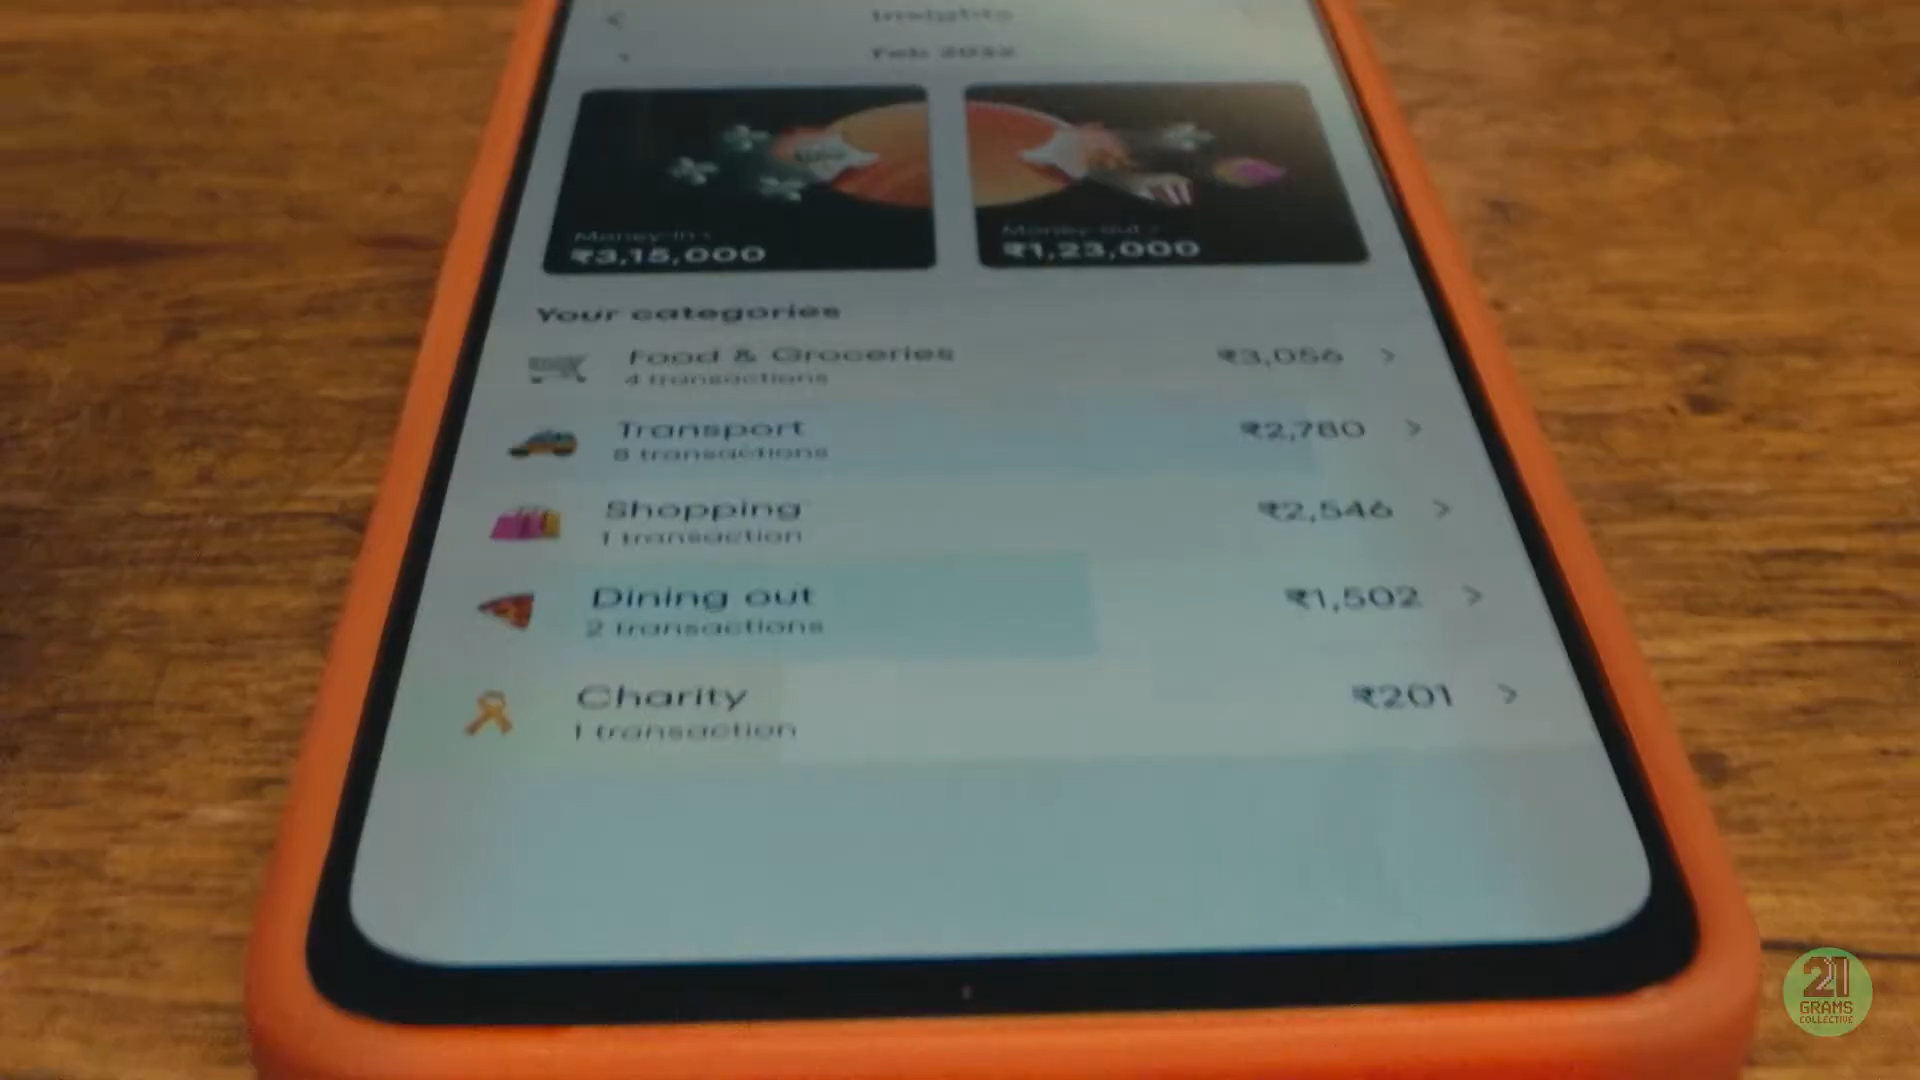 Insights
Feb 2022
Money-in >
₹3,15,000
Money-out >
₹1,23,000
Your categories
Food & Groceries
4 transactions
₹3,056 >
Transport
8 transactions
₹2,780 >
Shopping
1 transaction
₹2,546 >
Dining out
2 transactions
₹1,502 >
Charity
1 transaction
₹201 >
21
GRAMS
COLLECTIVE